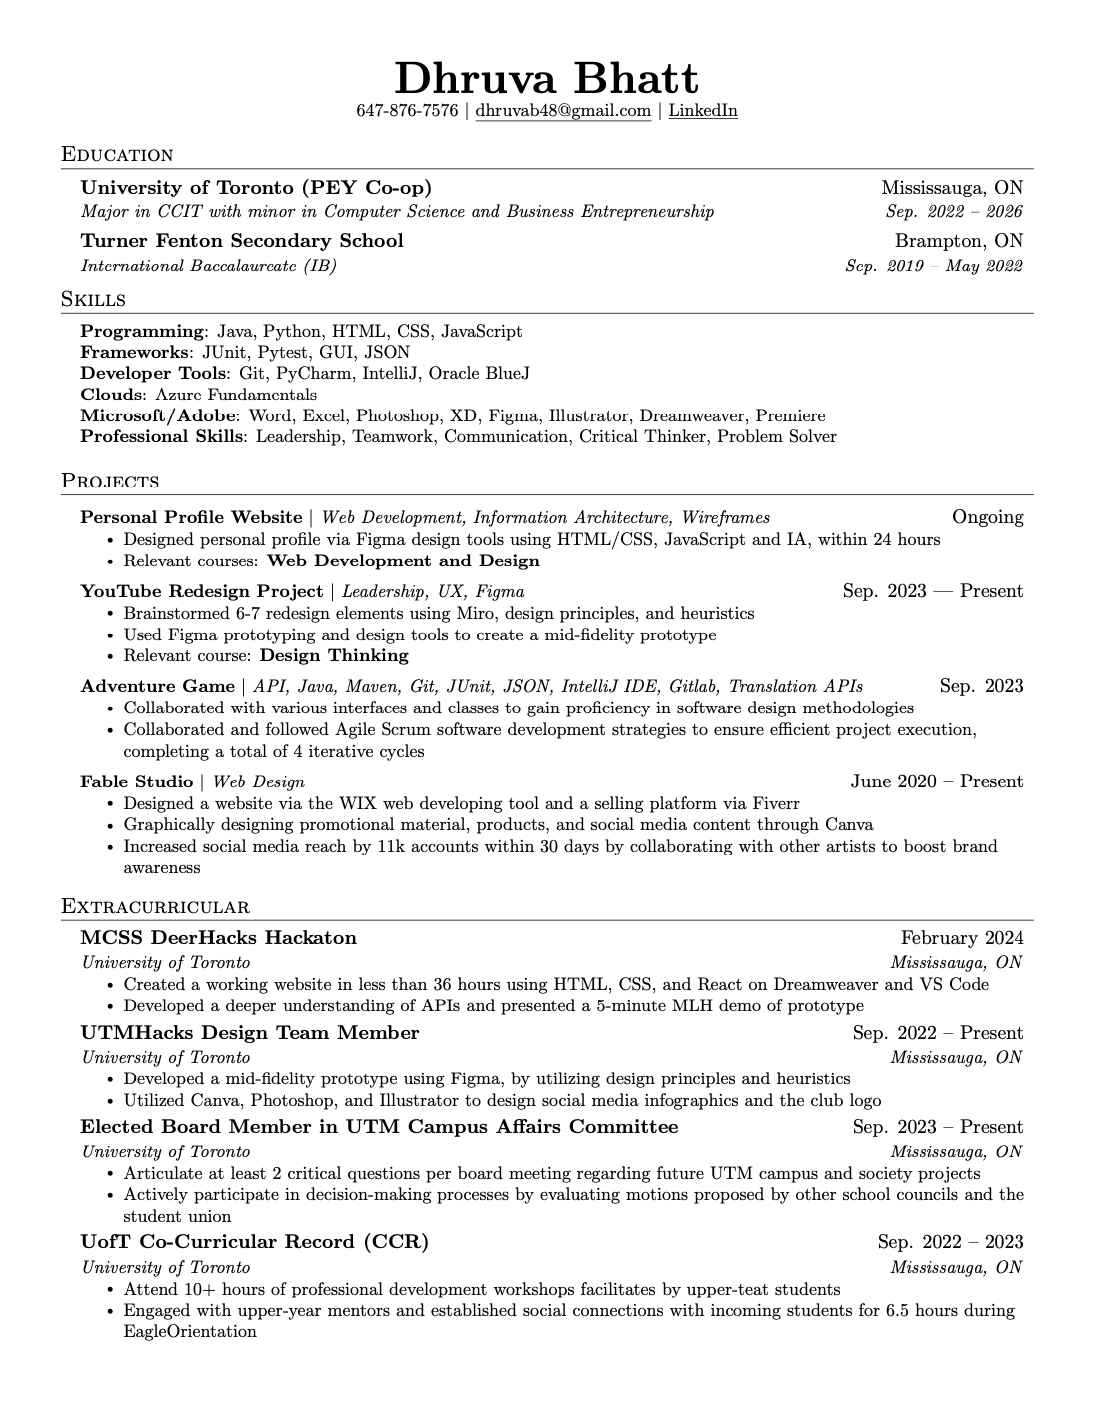 Dhruva Bhatt
647-876-7576 | dhruvab48@gmail.com | LinkedIn
Education
University of Toronto (PEY Co-op) Mississauga, ON
Major in CCIT with minor in Computer Science and Business Entrepreneurship Sep. 2022 – 2026
Turner Fenton Secondary School Brampton, ON
International Baccalaureate (IB) Sep. 2019 – May 2022
Skills
Programming: Java, Python, HTML, CSS, JavaScript
Frameworks: JUnit, Pytest, GUI, JSON
Developer Tools: Git, PyCharm, IntelliJ, Oracle BlueJ
Clouds: Azure Fundamentals
Microsoft/Adobe: Word, Excel, Photoshop, XD, Figma, Illustrator, Dreamweaver, Premiere
Professional Skills: Leadership, Teamwork, Communication, Critical Thinker, Problem Solver
Projects
Personal Profile Website | Web Development, Information Architecture, Wireframes Ongoing
• Designed personal profile via Figma design tools using HTML/CSS, JavaScript and IA, within 24 hours
• Relevant courses: Web Development and Design
YouTube Redesign Project | Leadership, UX, Figma Sep. 2023 — Present
• Brainstormed 6-7 redesign elements using Miro, design principles, and heuristics
• Used Figma prototyping and design tools to create a mid-fidelity prototype
• Relevant course: Design Thinking
Adventure Game | API, Java, Maven, Git, JUnit, JSON, IntelliJ IDE, Gitlab, Translation APIs Sep. 2023
• Collaborated with various interfaces and classes to gain proficiency in software design methodologies
• Collaborated and followed Agile Scrum software development strategies to ensure efficient project execution,
completing a total of 4 iterative cycles
Fable Studio | Web Design June 2020 – Present
• Designed a website via the WIX web developing tool and a selling platform via Fiverr
• Graphically designing promotional material, products, and social media content through Canva
• Increased social media reach by 11k accounts within 30 days by collaborating with other artists to boost brand
awareness
Extracurricular
MCSS DeerHacks Hackaton February 2024
University of Toronto Mississauga, ON
• Created a working website in less than 36 hours using HTML, CSS, and React on Dreamweaver and VS Code
• Developed a deeper understanding of APIs and presented a 5-minute MLH demo of prototype
UTMHacks Design Team Member Sep. 2022 – Present
University of Toronto Mississauga, ON
• Developed a mid-fidelity prototype using Figma, by utilizing design principles and heuristics
• Utilized Canva, Photoshop, and Illustrator to design social media infographics and the club logo
Elected Board Member in UTM Campus Affairs Committee Sep. 2023 – Present
University of Toronto Mississauga, ON
• Articulate at least 2 critical questions per board meeting regarding future UTM campus and society projects
• Actively participate in decision-making processes by evaluating motions proposed by other school councils and the
student union
UofT Co-Curricular Record (CCR) Sep. 2022 – 2023
University of Toronto Mississauga, ON
• Attend 10+ hours of professional development workshops facilitates by upper-teat students
• Engaged with upper-year mentors and established social connections with incoming students for 6.5 hours during
EagleOrientation